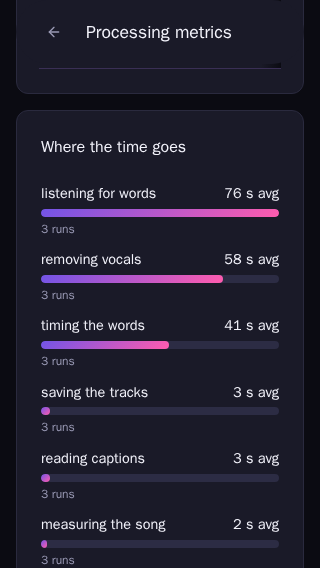 Processing metrics
Where the time goes
listening for words 76 s avg
3 runs
removing vocals 58 s avg
3 runs
timing the words 41 s avg
3 runs
saving the tracks 3 s avg
3 runs
reading captions 3 s avg
3 runs
measuring the song 2 s avg
3 runs